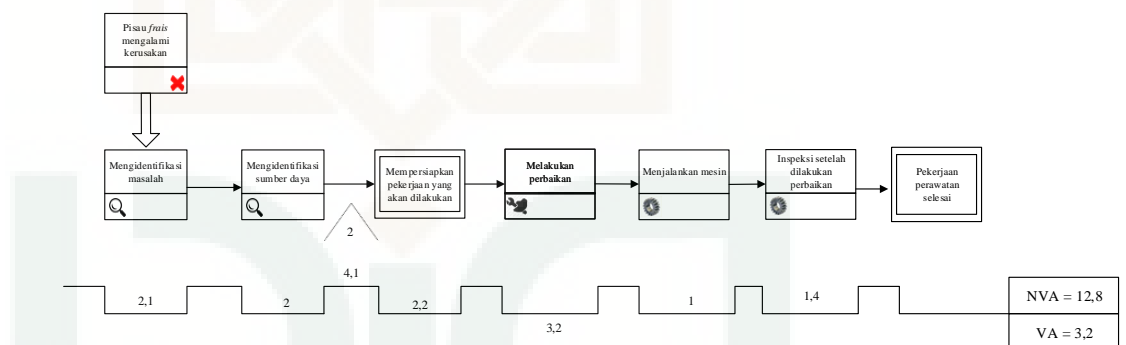 Pisau frais
mengalami
kerusakan
Mengidentifikasi
masalah
Mengidentifikasi
sumber daya
Mempersiapkan
pekerjaan yang
akan dilakukan
Melakukan
perbaikan
Menjalankan mesin
Inspeksi setelah
dilakukan
perbaikan
Pekerjaan
perawatan
selesai
2
4,1
2,1
2
2,2
3,2
1
1,4
NVA = 12,8
VA = 3,2